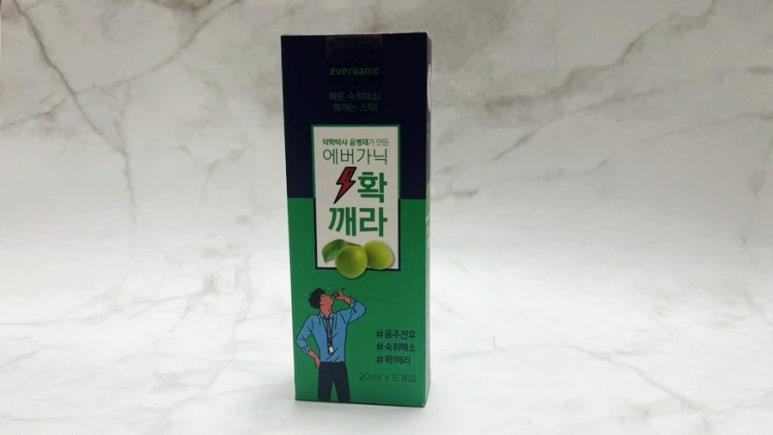 everganic
빠른 숙취해소!
확깨는 스틱!
약학박사 윤병재가 만든
에버가닉
확
깨라
#음주전후
#숙취해소
#확!깨라
20ml x 5개입